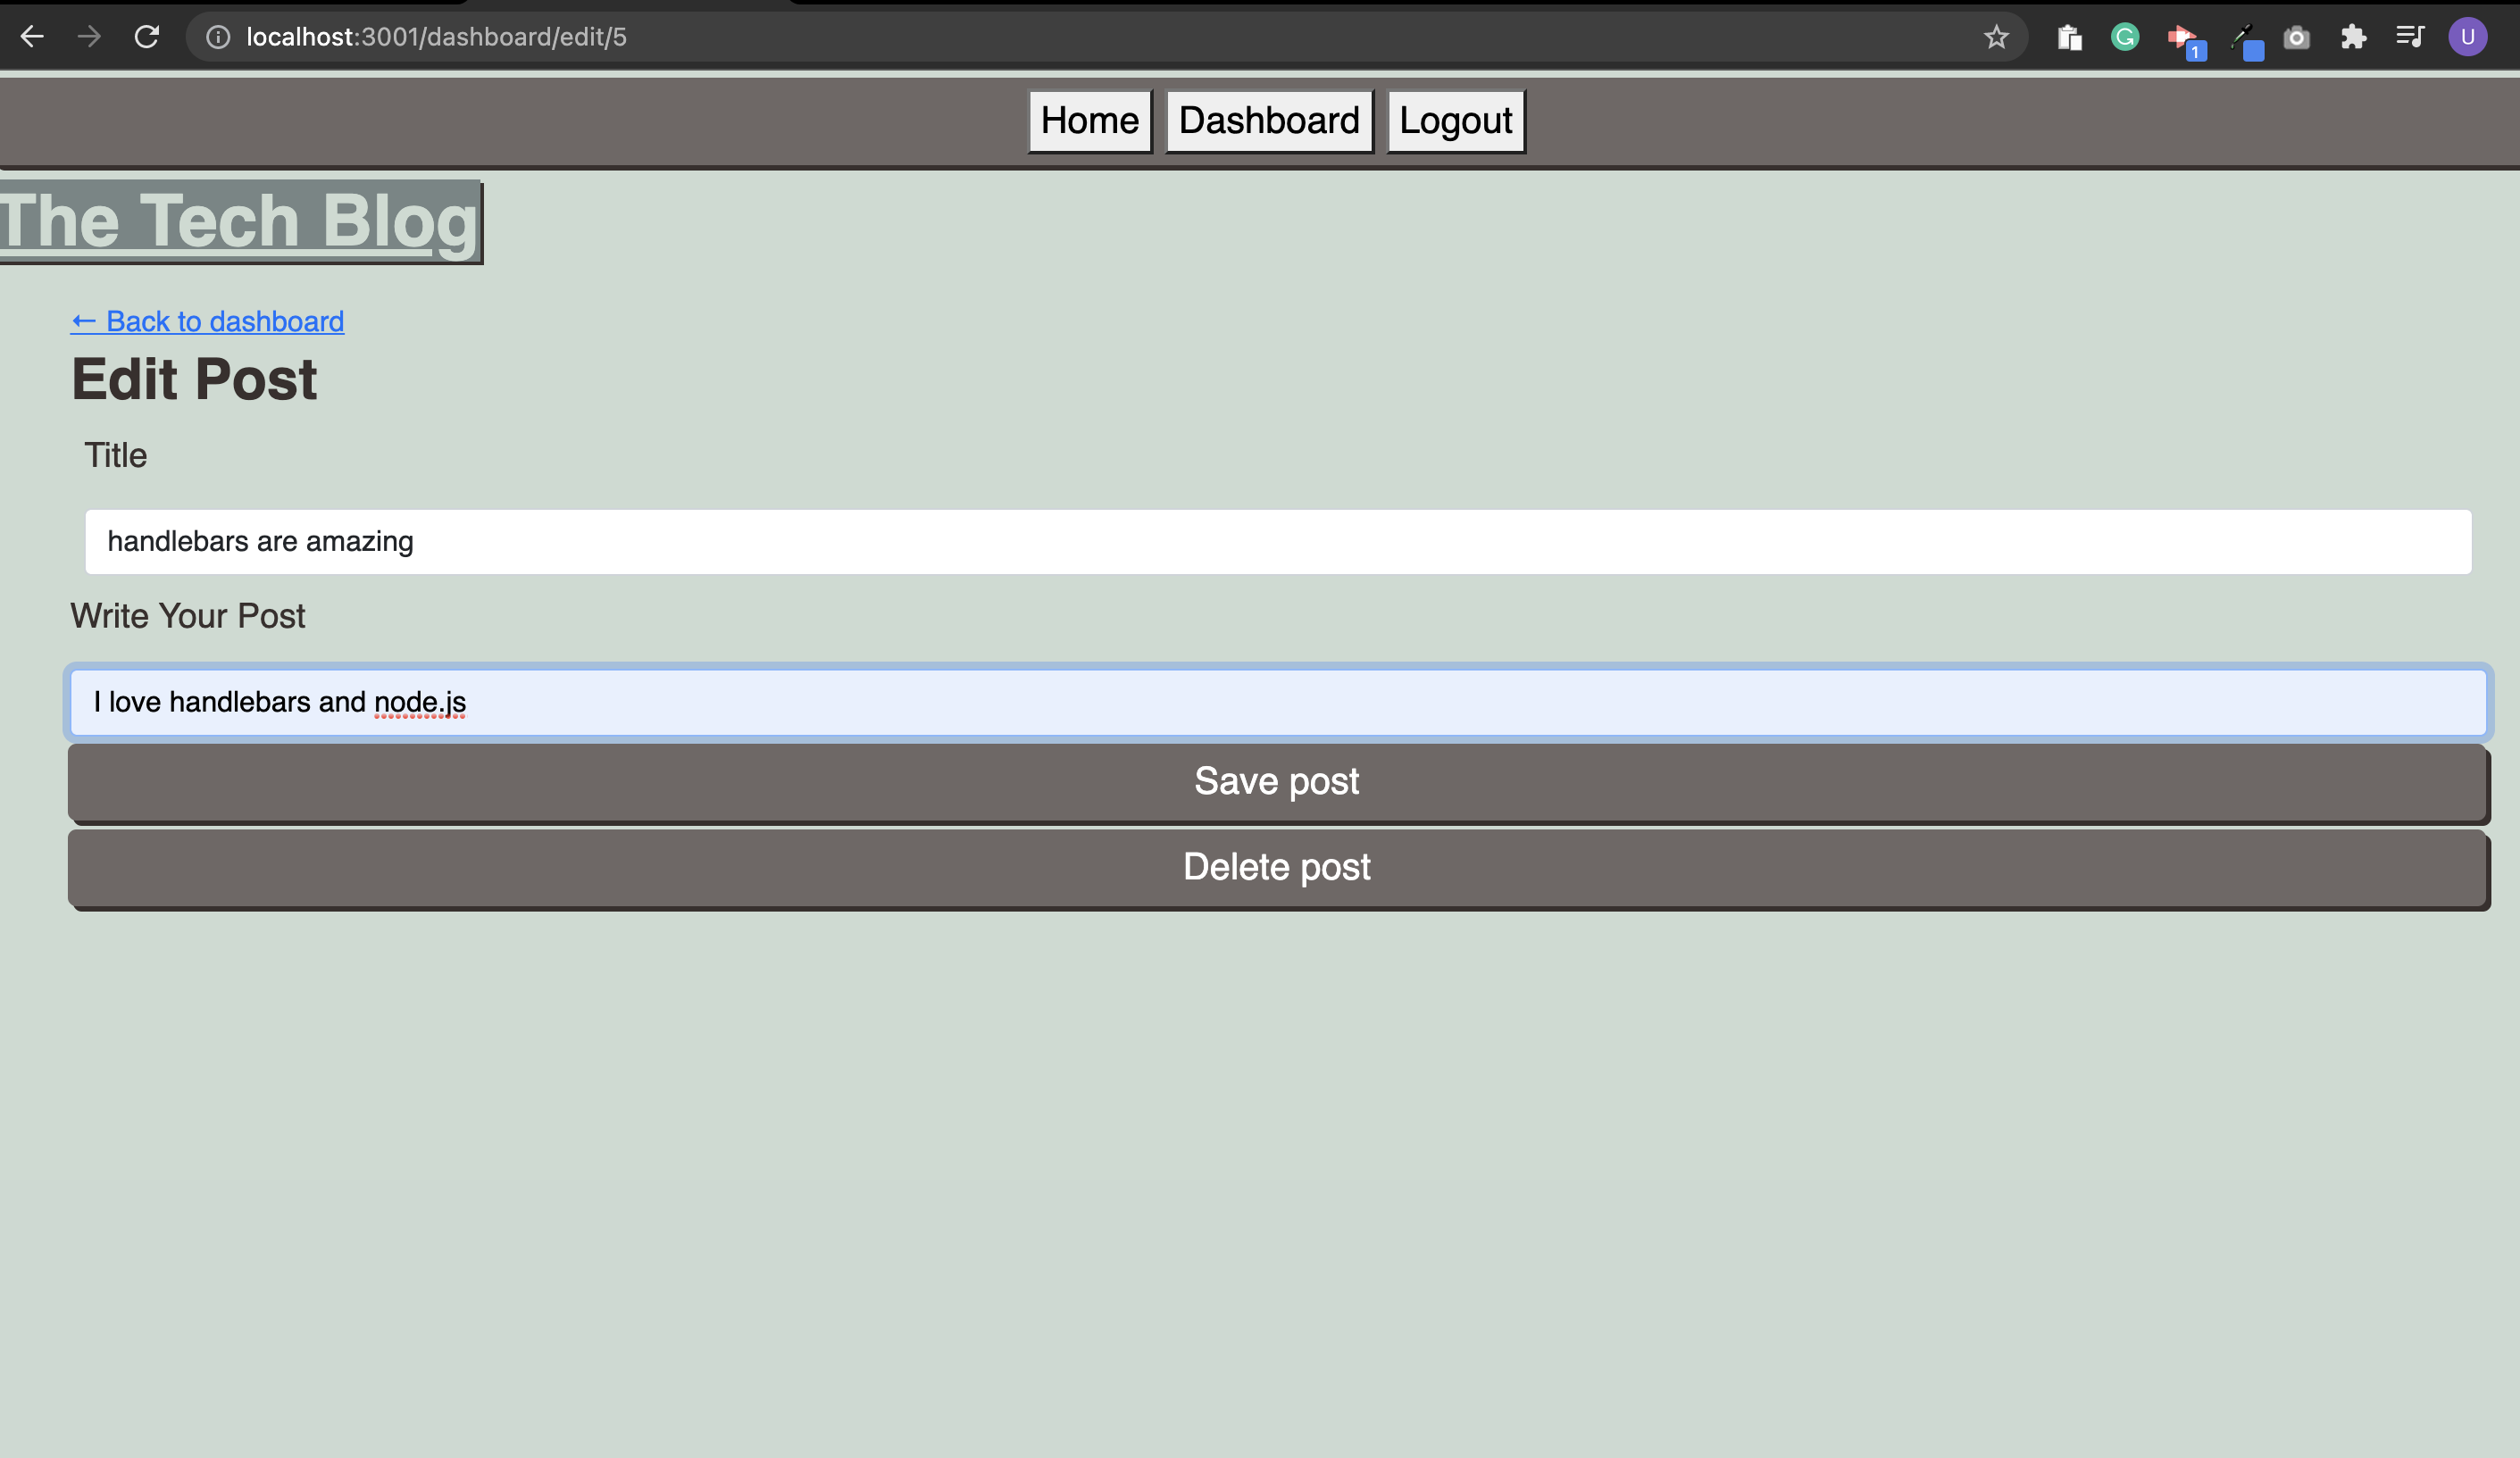 localhost:3001/dashboard/edit/5
1
U
Home Dashboard Logout
The Tech Blog
← Back to dashboard
Edit Post
Title
handlebars are amazing
Write Your Post
I love handlebars and node.js
Save post
Delete post